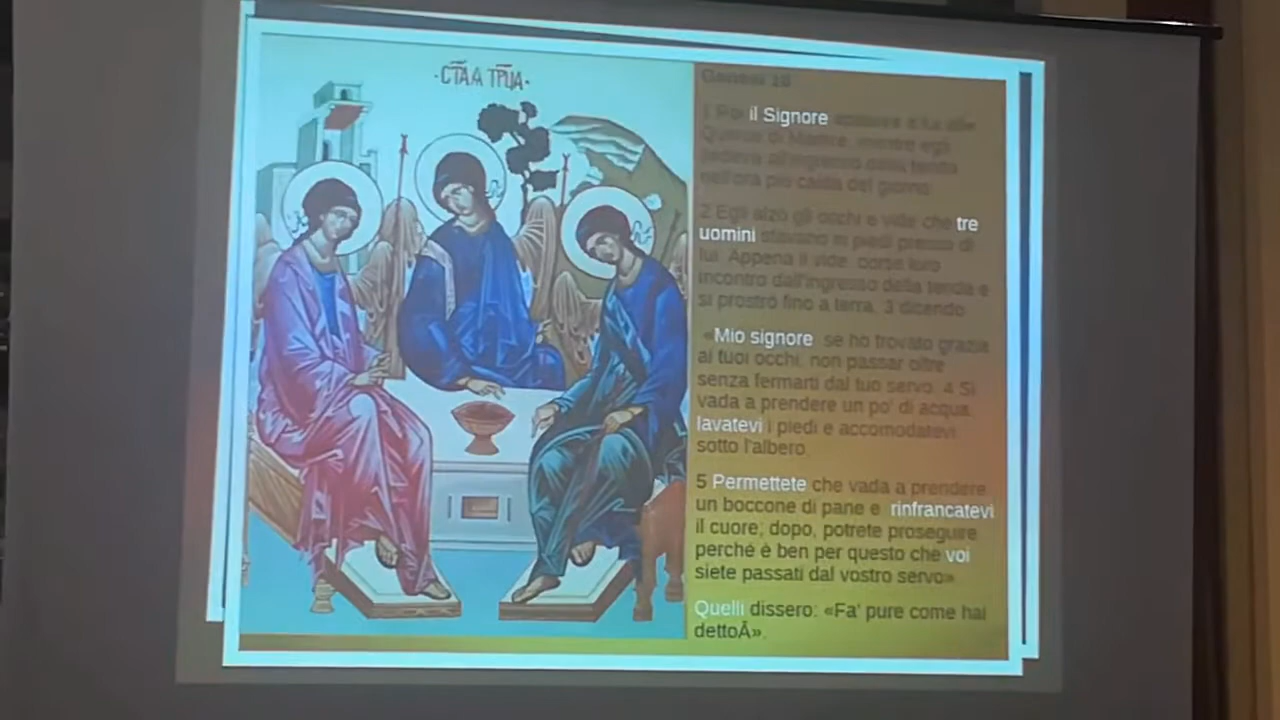 ·СТ҃АА ТРЦ҃А·
Genesi 18
1 Poi il Signore apparve a lui alle
Querce di Mamre, mentre egli
sedeva all'ingresso della tenda
nell'ora più calda del giorno
2 Egli alzò gli occhi e vide che tre
uomini stavano in piedi presso di
lui. Appena li vide, corse loro
incontro dall'ingresso della tenda e
si prostrò fino a terra, 3 dicendo
«Mio signore, se ho trovato grazia
ai tuoi occhi, non passar oltre
senza fermarti dal tuo servo. 4 Si
vada a prendere un po' di acqua,
lavatevi i piedi e accomodatevi
sotto l'albero.
5 Permettete che vada a prendere
un boccone di pane e rinfrancatevi
il cuore; dopo, potrete proseguire
perché è ben per questo che voi
siete passati dal vostro servo»
Quelli dissero: «Fa' pure come hai
dettoÂ».